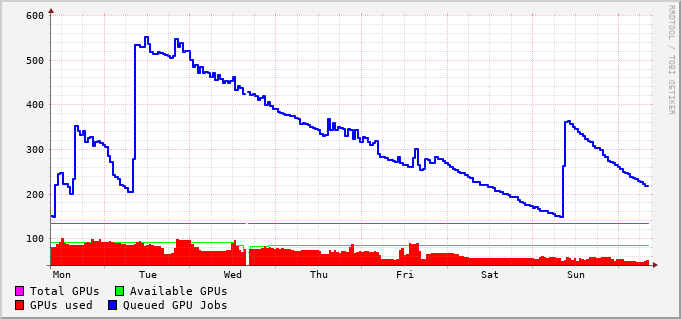 600
500
400
300
200
100
Mon Tue Wed Thu Fri Sat Sun
Total GPUs Available GPUs
GPUs used Queued GPU Jobs
RRDTOOL / TOBI OETIKER